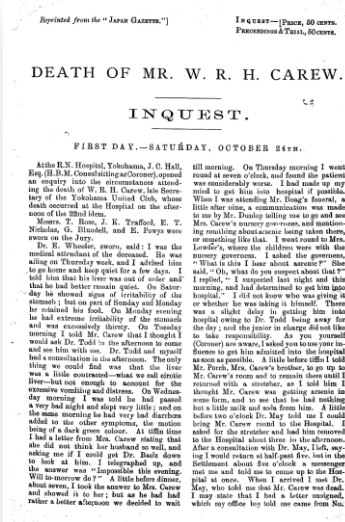 Reprinted from the "JAPAN GAZETTE."]
INQUEST—[PRICE, 50 CENTS.
PROCEEDINGS & TRIAL, 50 CENTS.
DEATH OF MR. W. R. H. CAREW.
INQUEST.
FIRST DAY.—SATURDAY, OCTOBER 24TH.
At the R.N. Hospital, Yokohama, J. C. Hall,
Esq. (H.B.M. Consul sitting as Coroner), opened
an enquiry into the circumstances attend-
ing the death of W. R. H. Carew, late Secre-
tary of the Yokohama United Club, whose
death occurred at the Hospital on the after-
noon of the 22nd idem.
Messrs. T. Rose, J. K. Trafford, E. T.
Nicholas, G. Blundell, and E. Powys were
sworn on the Jury.
Dr. E. Wheeler, sworn, said: I was the
medical attendant of the deceased. He was
ailing on Thursday week, and I advised him
to go home and keep quiet for a few days. I
told him that his liver was out of order and
that he had better remain quiet. On Satur-
day he showed signs of irritability of the
stomach; but on part of Sunday and Monday
he retained his food. On Monday evening
he had extreme irritability of the stomach
and was excessively thirsty. On Tuesday
morning I told Mr. Carew that I thought I
would ask Dr. Todd in the afternoon to come
and see him with me. Dr. Todd and myself
had a consultation in the afternoon. The only
thing we could find was that the liver
was a little contracted—what we call cirrotic
liver—but not enough to account for the
excessive vomiting and distress. On Wednes-
day morning I was told he had passed
a very bad night and slept very little; and on
the same morning he had very bad diarrhœa
added to the other symptoms, the motion
being of a dark green colour. At tiffin time
I had a letter from Mrs. Carew stating that
she did not think her husband so well, and
asking me if I could get Dr. Baelz down
to look at him. I telegraphed up, and
the answer was "Impossible this evening.
Will to-morrow do?" A little before dinner,
about seven, I took the answer to Mrs. Carew
and showed it to her; but as he had had
rather a better afternoon we decided to wait
till morning. On Thursday morning I went
round at seven o'clock, and found the patient
was considerably worse. I had made up my
mind to get him into hospital if possible.
When I was attending Mr. Boag's funeral, a
little after nine, a communication was made
to me by Mr. Dunlop telling me to go and see
Mrs. Carew's nursery governess, and mention-
ing something about arsenic being taken there,
or something like that. I went round to Mrs.
Lowder's, where the children were with the
nursery governess. I asked the governess,
"What is this I hear about arsenic?" She
said, "Oh, what do you suspect about that?"
I replied, "I suspected last night and this
morning, and had determined to get him into
hospital." I did not know who was giving it
or whether he was taking it himself. There
was a slight delay in getting him into
hospital owing to Dr. Todd being away for
the day; and the junior in charge did not like
to take responsibility. As you yourself
(Coroner) are aware, I asked you to use your in-
fluence to get him admitted into the hospital
as soon as possible. A little before tiffin I told
Mr. Porch, Mrs. Carew's brother, to go up to
Mr. Carew's room and to remain there until I
returned with a stretcher, as I told him I
thought Mr. Carew was getting arsenic in
some form, and to see that he had nothing
but a little milk and soda from him. A little
before two o'clock Dr. May told me I could
bring Mr. Carew round to the Hospital. I
asked for the stretcher and had him removed
to the Hospital about three in the afternoon.
After a consultation with Dr. May, I left, say-
ing I would return at half-past five, but in the
Settlement about five o'clock a messenger
met me and told me to come up to the Hos-
pital at once. When I arrived I met Dr.
May, who told me that Mr. Carew was dead.
I may state that I had a letter unsigned,
which my office boy told me came from No.